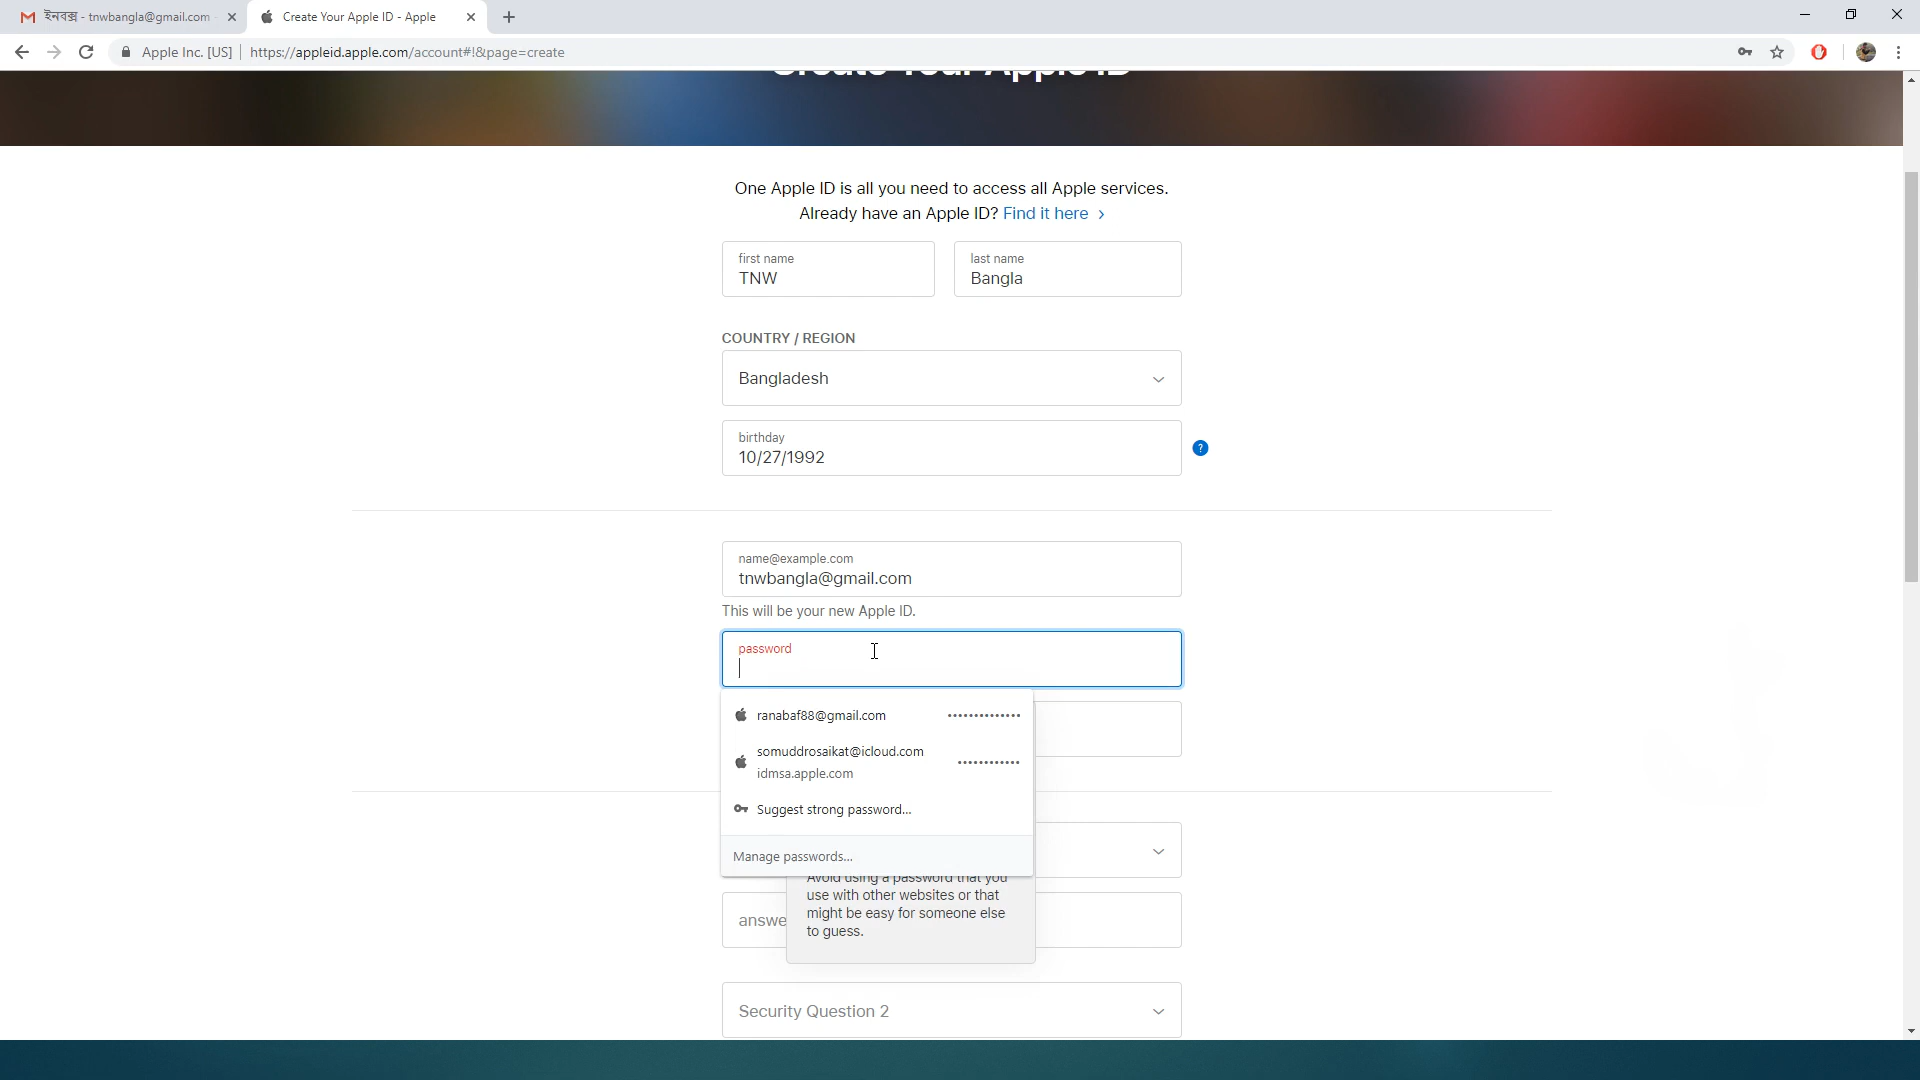 ইনবক্স - tnwbangla@gmail.com
Create Your Apple ID - Apple
Apple Inc. [US]
https://appleid.apple.com/account#!&page=create
Create Your Apple ID
One Apple ID is all you need to access all Apple services.
Already have an Apple ID? Find it here
first name
TNW
last name
Bangla
COUNTRY / REGION
Bangladesh
birthday
10/27/1992
?
name@example.com
tnwbangla@gmail.com
This will be your new Apple ID.
password
ranabaf88@gmail.com
somuddrosaikat@icloud.com
idmsa.apple.com
Suggest strong password...
Manage passwords...
Avoid using a password that you
use with other websites or that
might be easy for someone else
to guess.
answe
Security Question 2